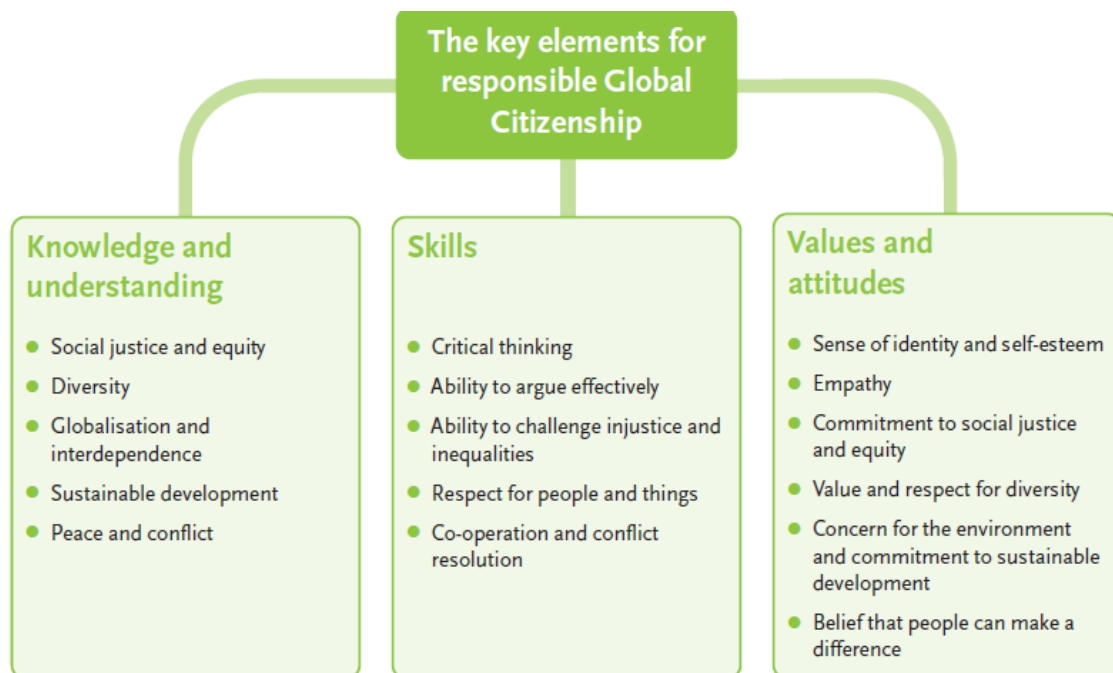 The key elements for
responsible Global
Citizenship
Knowledge and
understanding
Social justice and equity
Diversity
Globalisation and
interdependence
Sustainable development
Peace and conflict
Skills
Critical thinking
Ability to argue effectively
Ability to challenge injustice and
inequalities
Respect for people and things
Co-operation and conflict
resolution
Values and
attitudes
Sense of identity and self-esteem
Empathy
Commitment to social justice
and equity
Value and respect for diversity
Concern for the environment
and commitment to sustainable
development
Belief that people can make a
difference